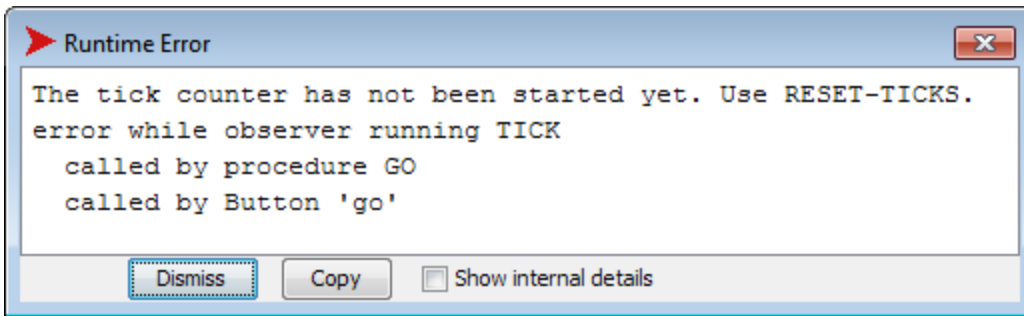 Runtime Error
The tick counter has not been started yet. Use RESET-TICKS.
error while observer running TICK
  called by procedure GO
  called by Button 'go'
Dismiss
Copy
Show internal details